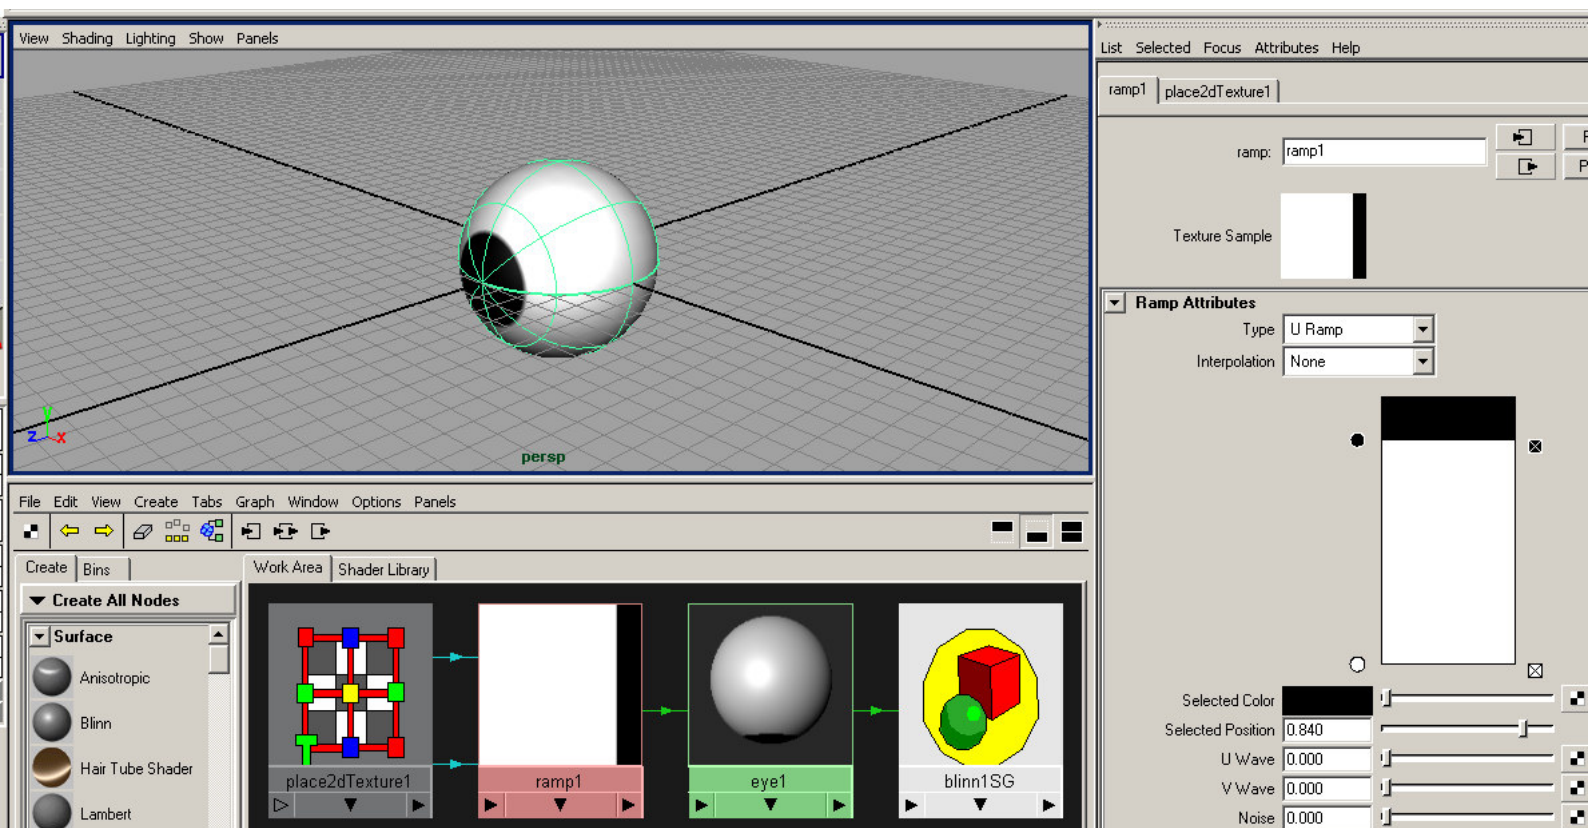 View Shading Lighting Show Panels
z x
persp
File Edit View Create Tabs Graph Window Options Panels
Create Bins
Create All Nodes
Surface
Anisotropic
Blinn
Hair Tube Shader
Lambert
Work Area Shader Library
place2dTexture1
ramp1
eye1
blinn1SG
List Selected Focus Attributes Help
ramp1 place2dTexture1
ramp: ramp1
P
Texture Sample
Ramp Attributes
Type U Ramp
Interpolation None
Selected Color
Selected Position 0.840
U Wave 0.000
V Wave 0.000
Noise 0.000